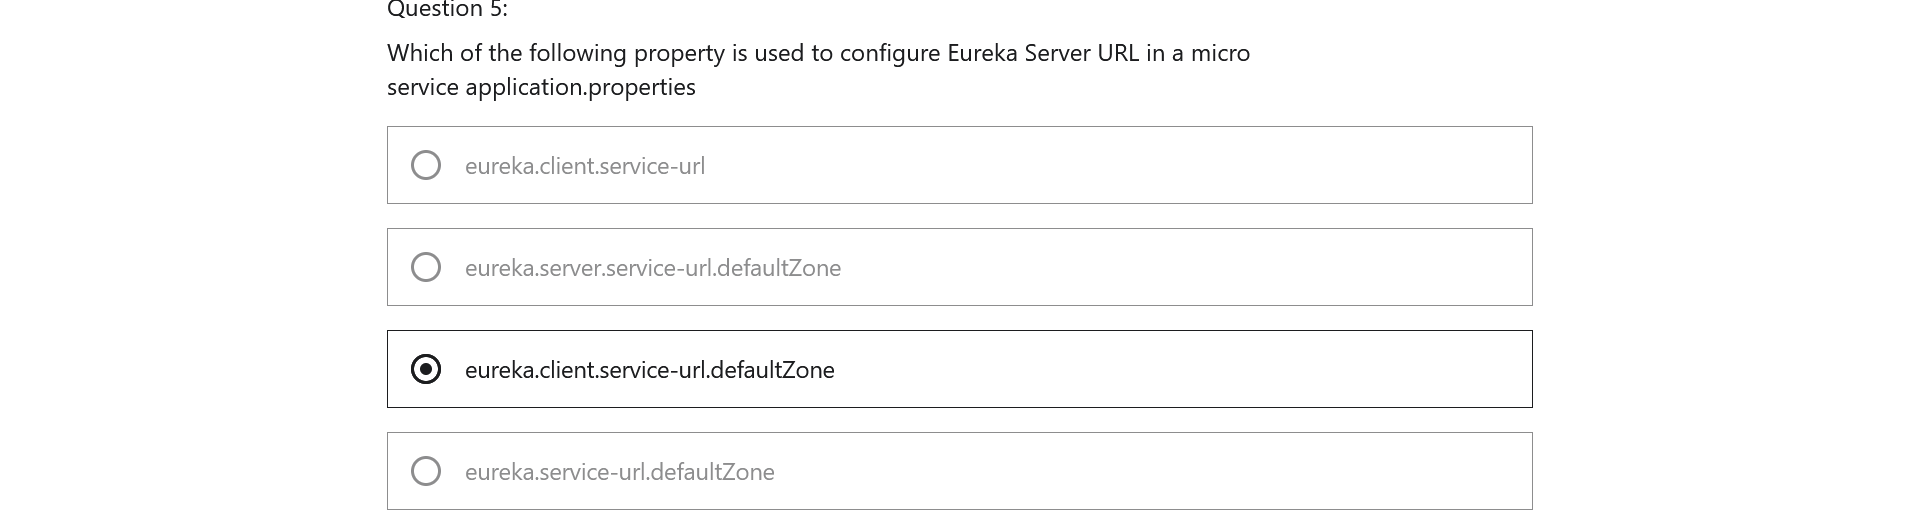 Question 5:
Which of the following property is used to configure Eureka Server URL in a micro
service application.properties
eureka.client.service-url
eureka.server.service-url.defaultZone
eureka.client.service-url.defaultZone
eureka.service-url.defaultZone